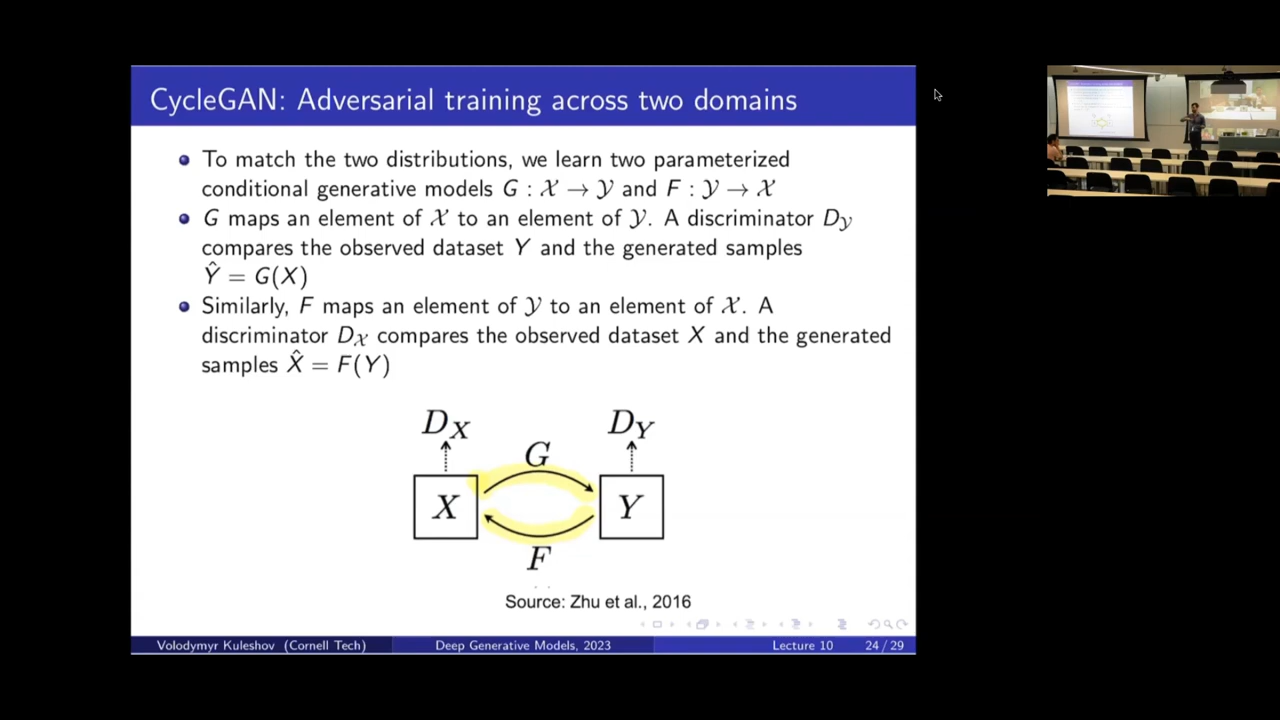 CycleGAN: Adversarial training across two domains
To match the two distributions, we learn two parameterized
conditional generative models G : 𝒳 → 𝒴 and F : 𝒴 → 𝒳
G maps an element of 𝒳 to an element of 𝒴. A discriminator D𝒴
compares the observed dataset Y and the generated samples
Ŷ = G(X)
Similarly, F maps an element of 𝒴 to an element of 𝒳. A
discriminator D𝒳 compares the observed dataset X and the generated
samples X̂ = F(Y)
DX DY
G
X Y
F
Source: Zhu et al., 2016
Volodymyr Kuleshov (Cornell Tech) Deep Generative Models, 2023 Lecture 10 24 / 29